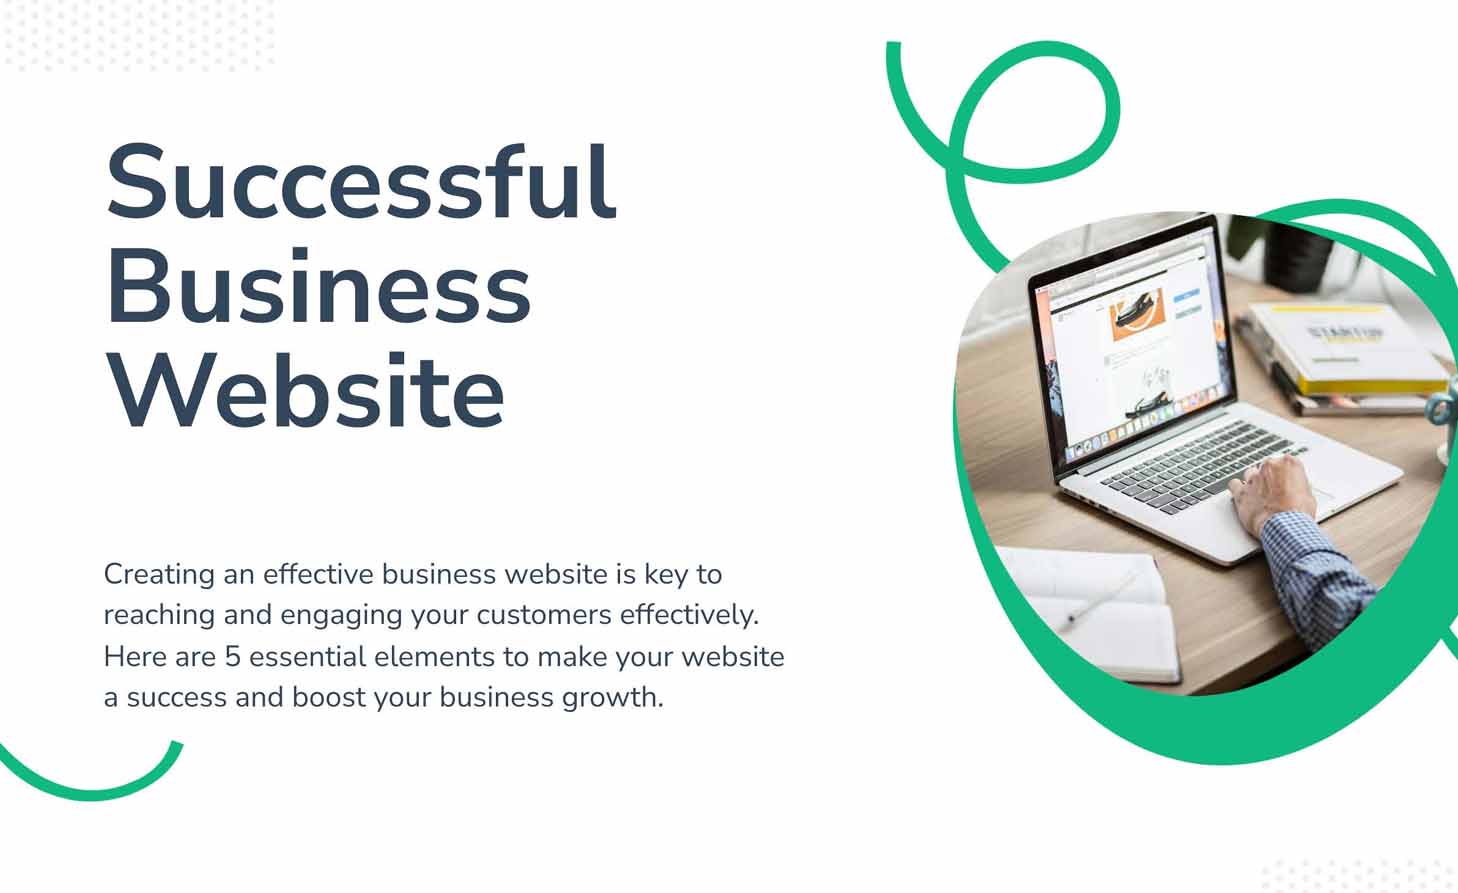 Successful
Business
Website
Creating an effective business website is key to
reaching and engaging your customers effectively.
Here are 5 essential elements to make your website
a success and boost your business growth.
STARTUP